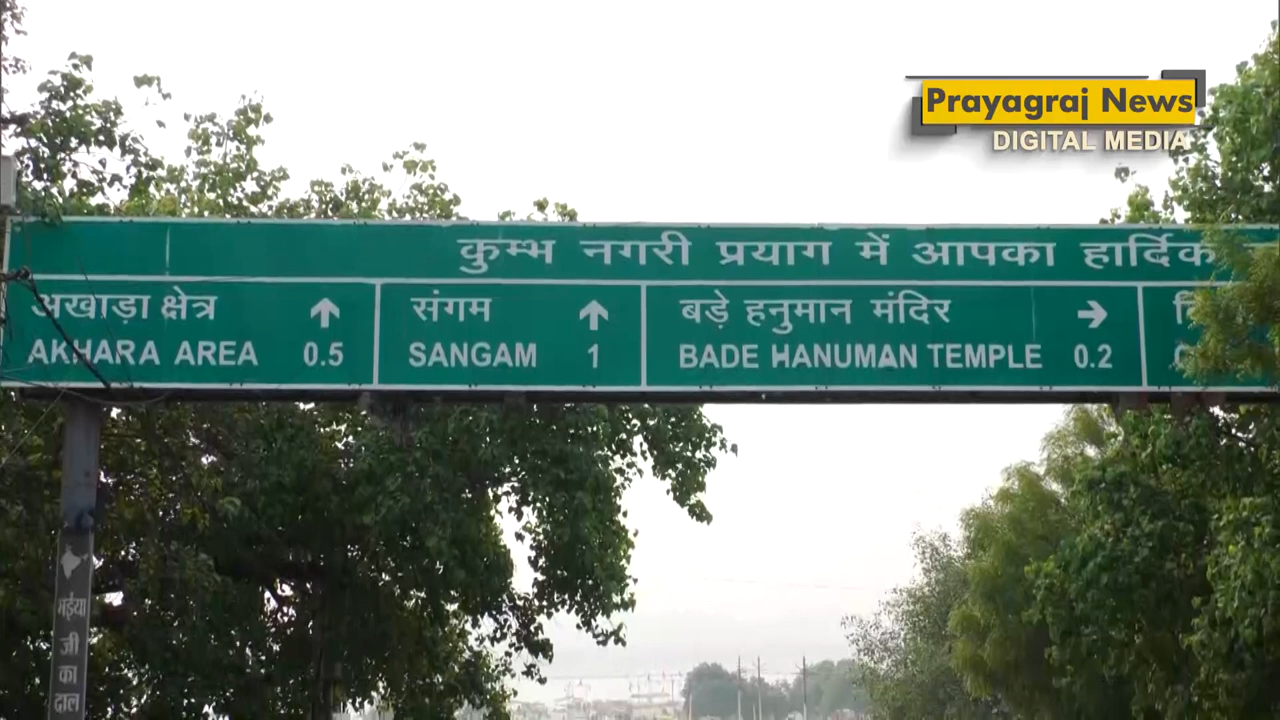 Prayagraj News
DIGITAL MEDIA
कुम्भ नगरी प्रयाग में आपका हार्दिक
अखाड़ा क्षेत्र
AKHARA AREA 0.5
संगम
SANGAM 1
बड़े हनुमान मंदिर
BADE HANUMAN TEMPLE 0.2
भईया
जी
का
दाल